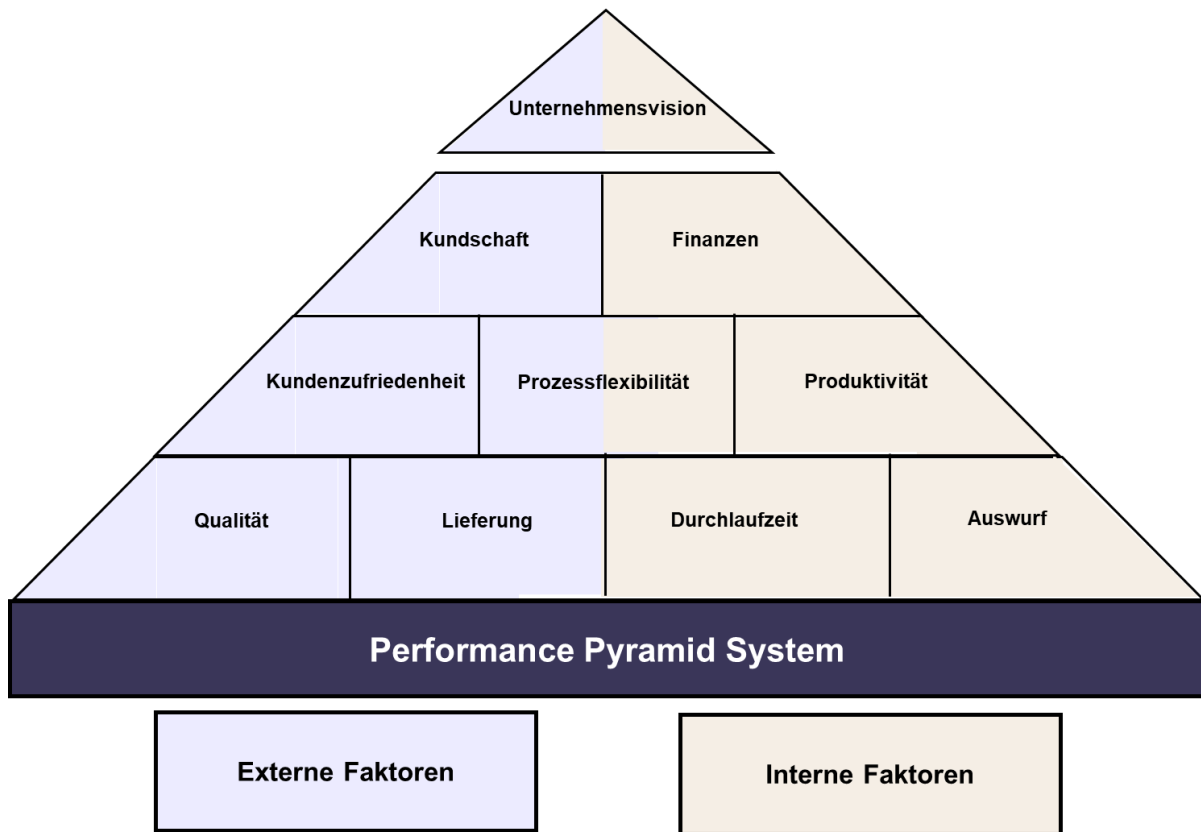 Unternehmensvision
Kundschaft
Finanzen
Kundenzufriedenheit
Prozessflexibilität
Produktivität
Qualität
Lieferung
Durchlaufzeit
Auswurf
Performance Pyramid System
Externe Faktoren
Interne Faktoren